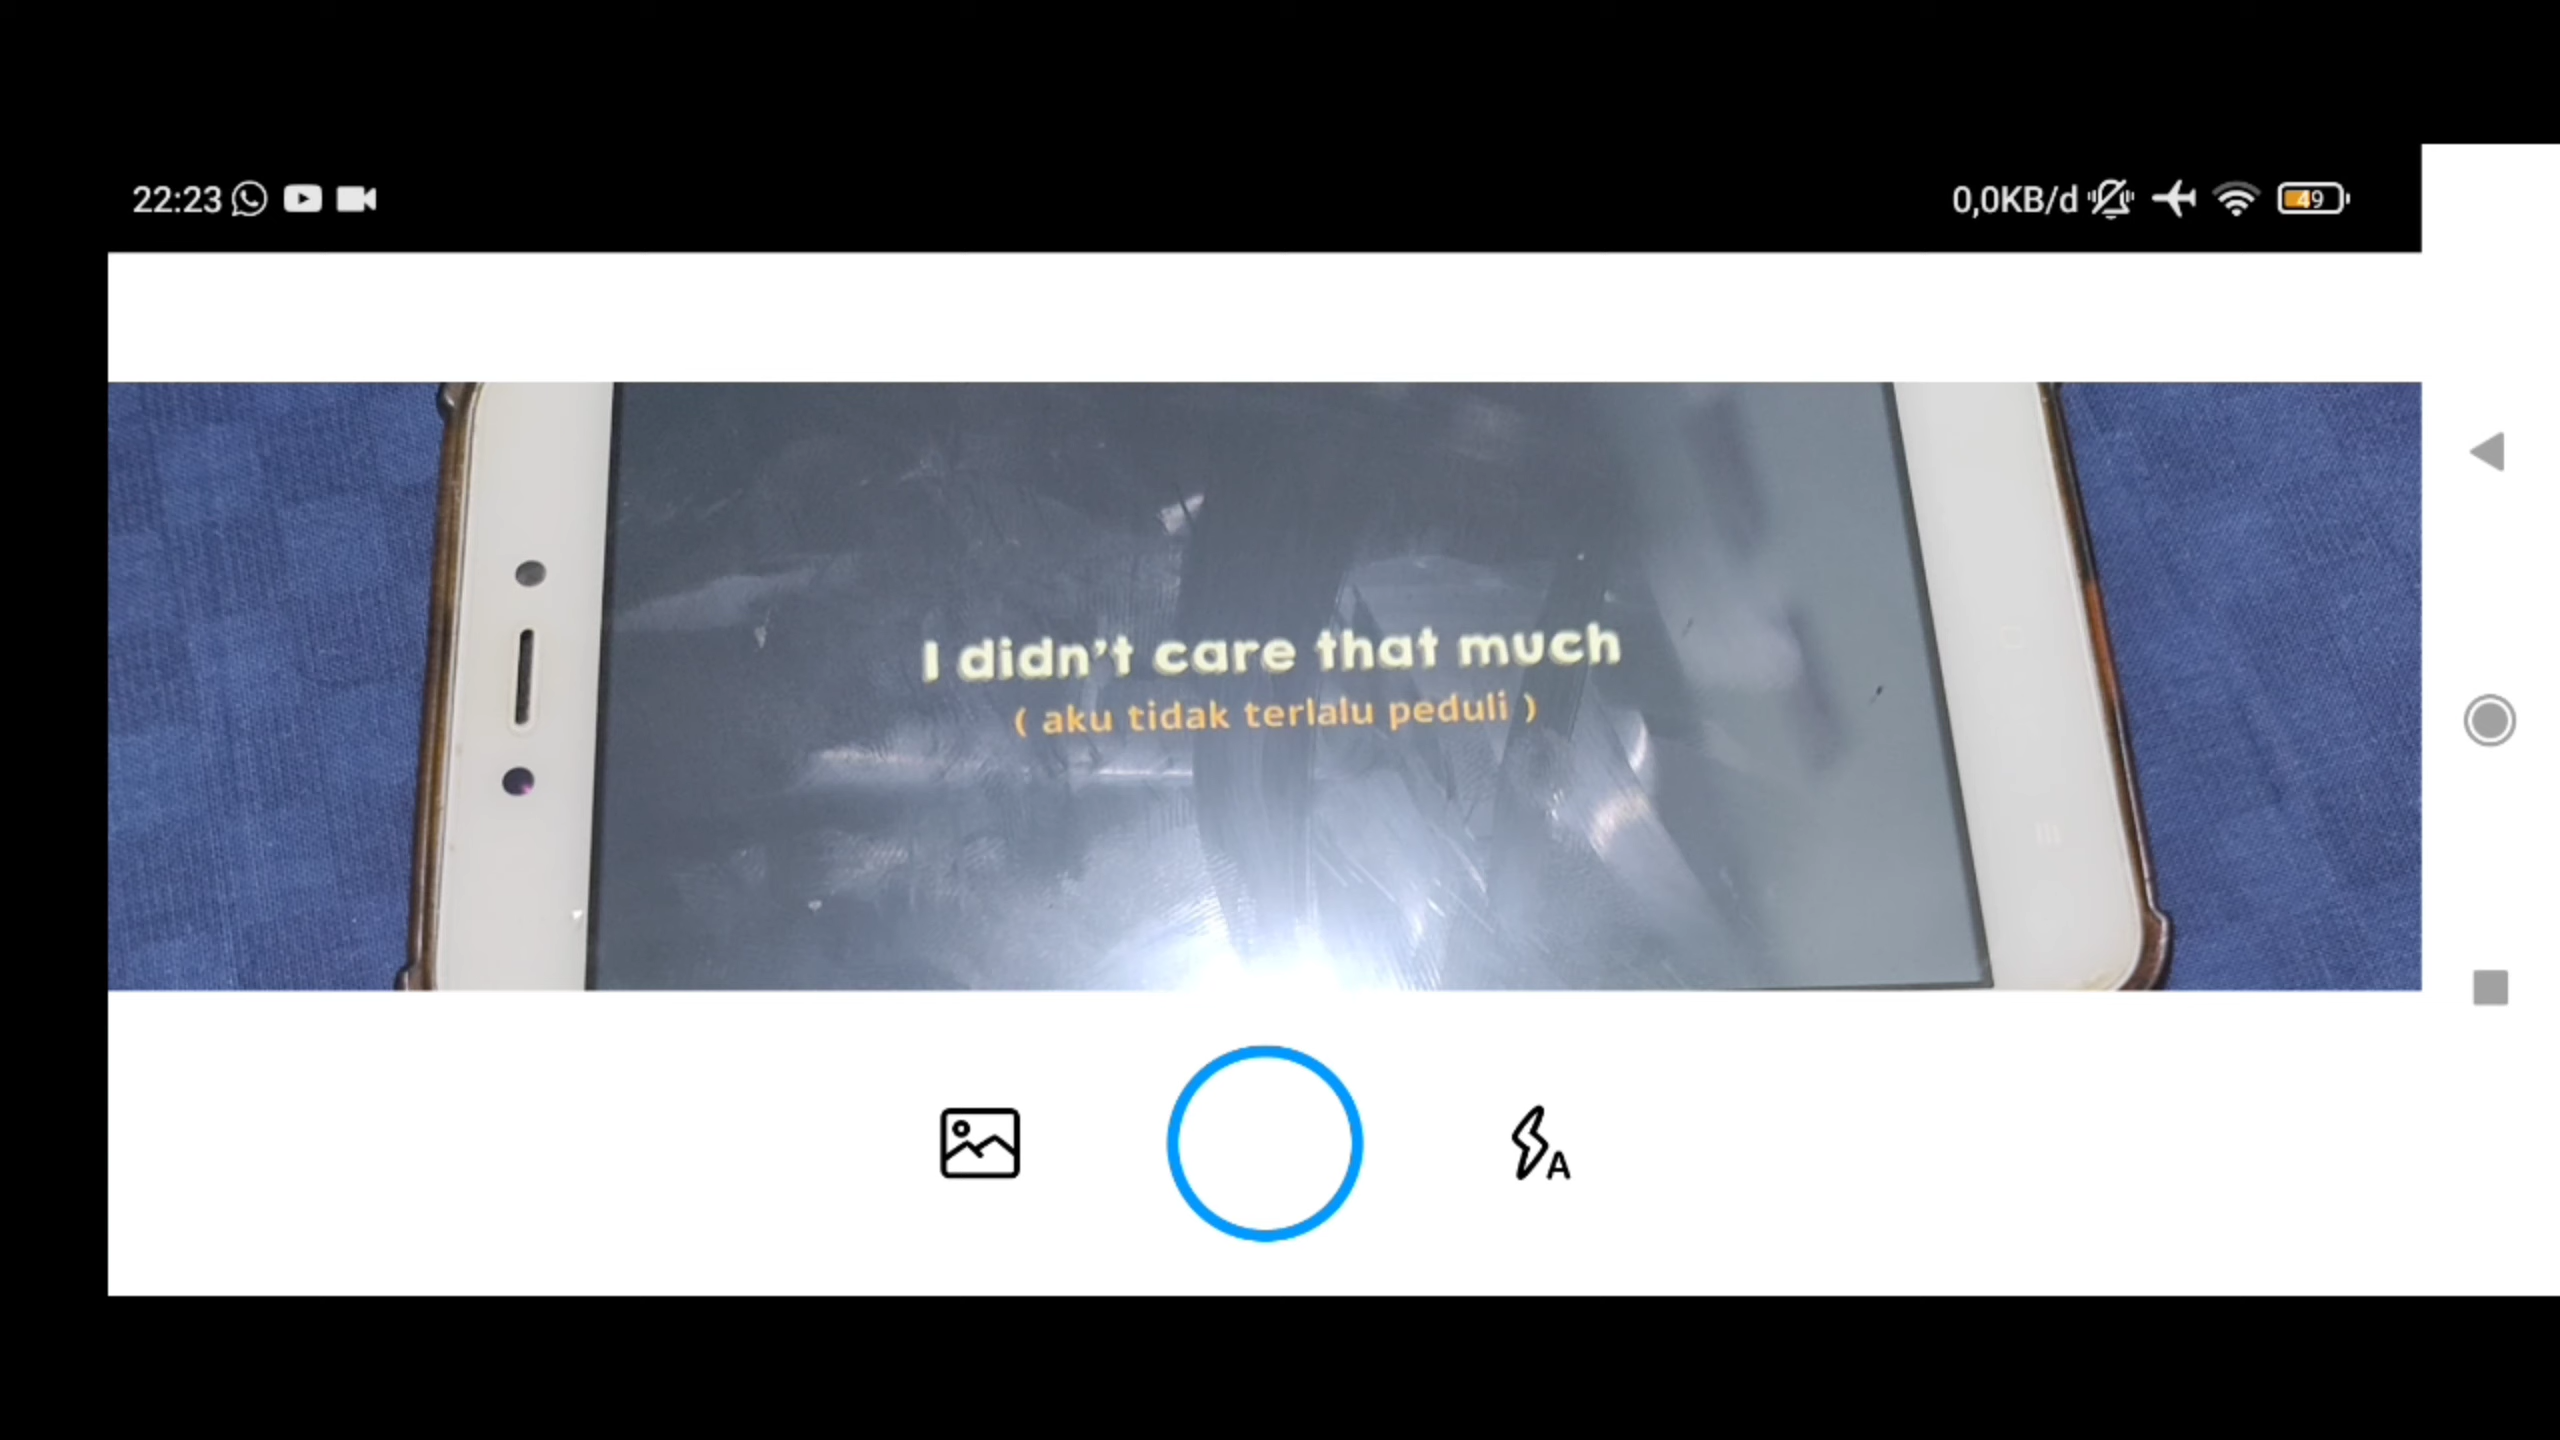 22:23
0,0KB/d
49
I didn't care that much
( aku tidak terlalu peduli )
A